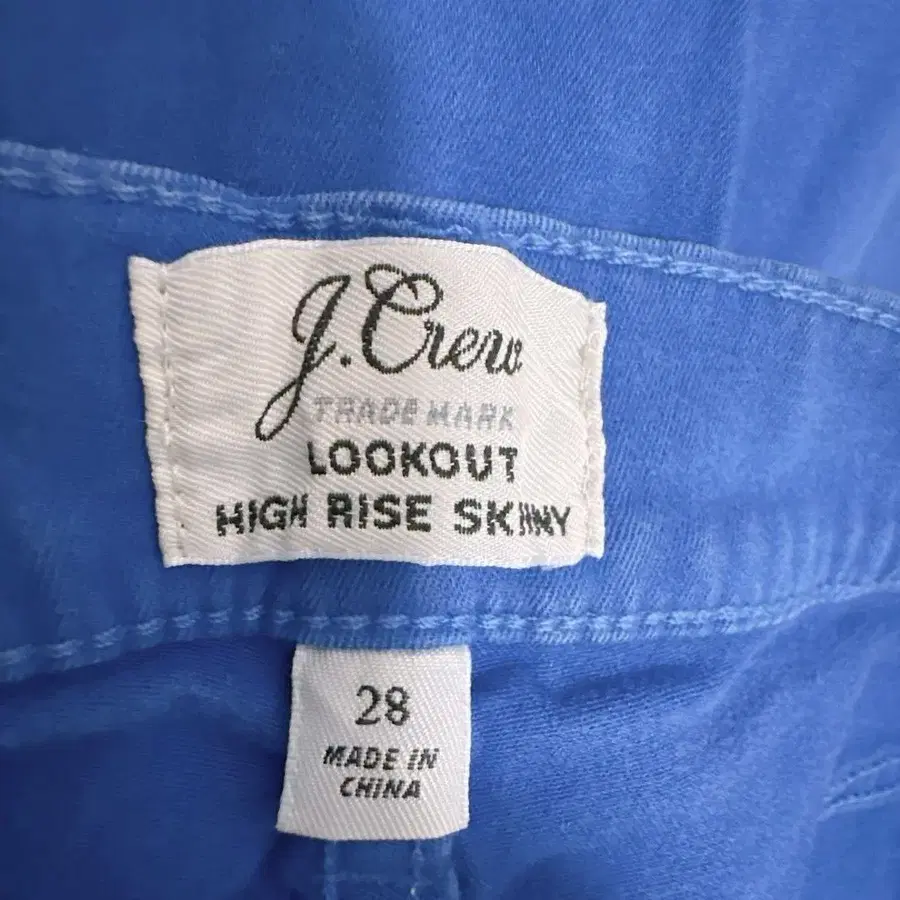 J.Crew
TRADE MARK
LOOKOUT
HIGH RISE SKINNY
28
MADE IN
CHINA